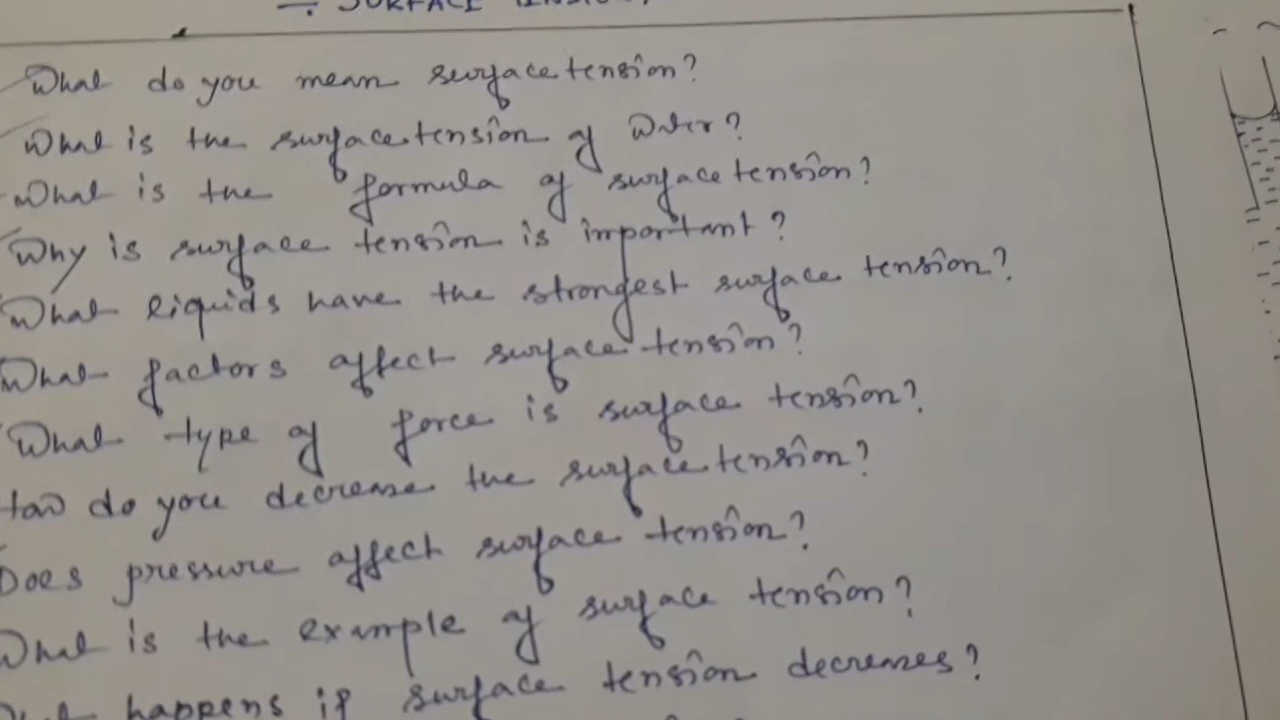 ÷ SURFACE TENSION.
What do you mean surface tension?
What is the surface tension of Water?
What is the formula of surface tension?
Why is surface tension is important?
What liquids have the strongest surface tension?
What factors affect surface tension?
What type of force is surface tension?
How do you decrease the surface tension?
Does pressure affect surface tension?
What is the example of surface tension?
happens if surface tension decreases?